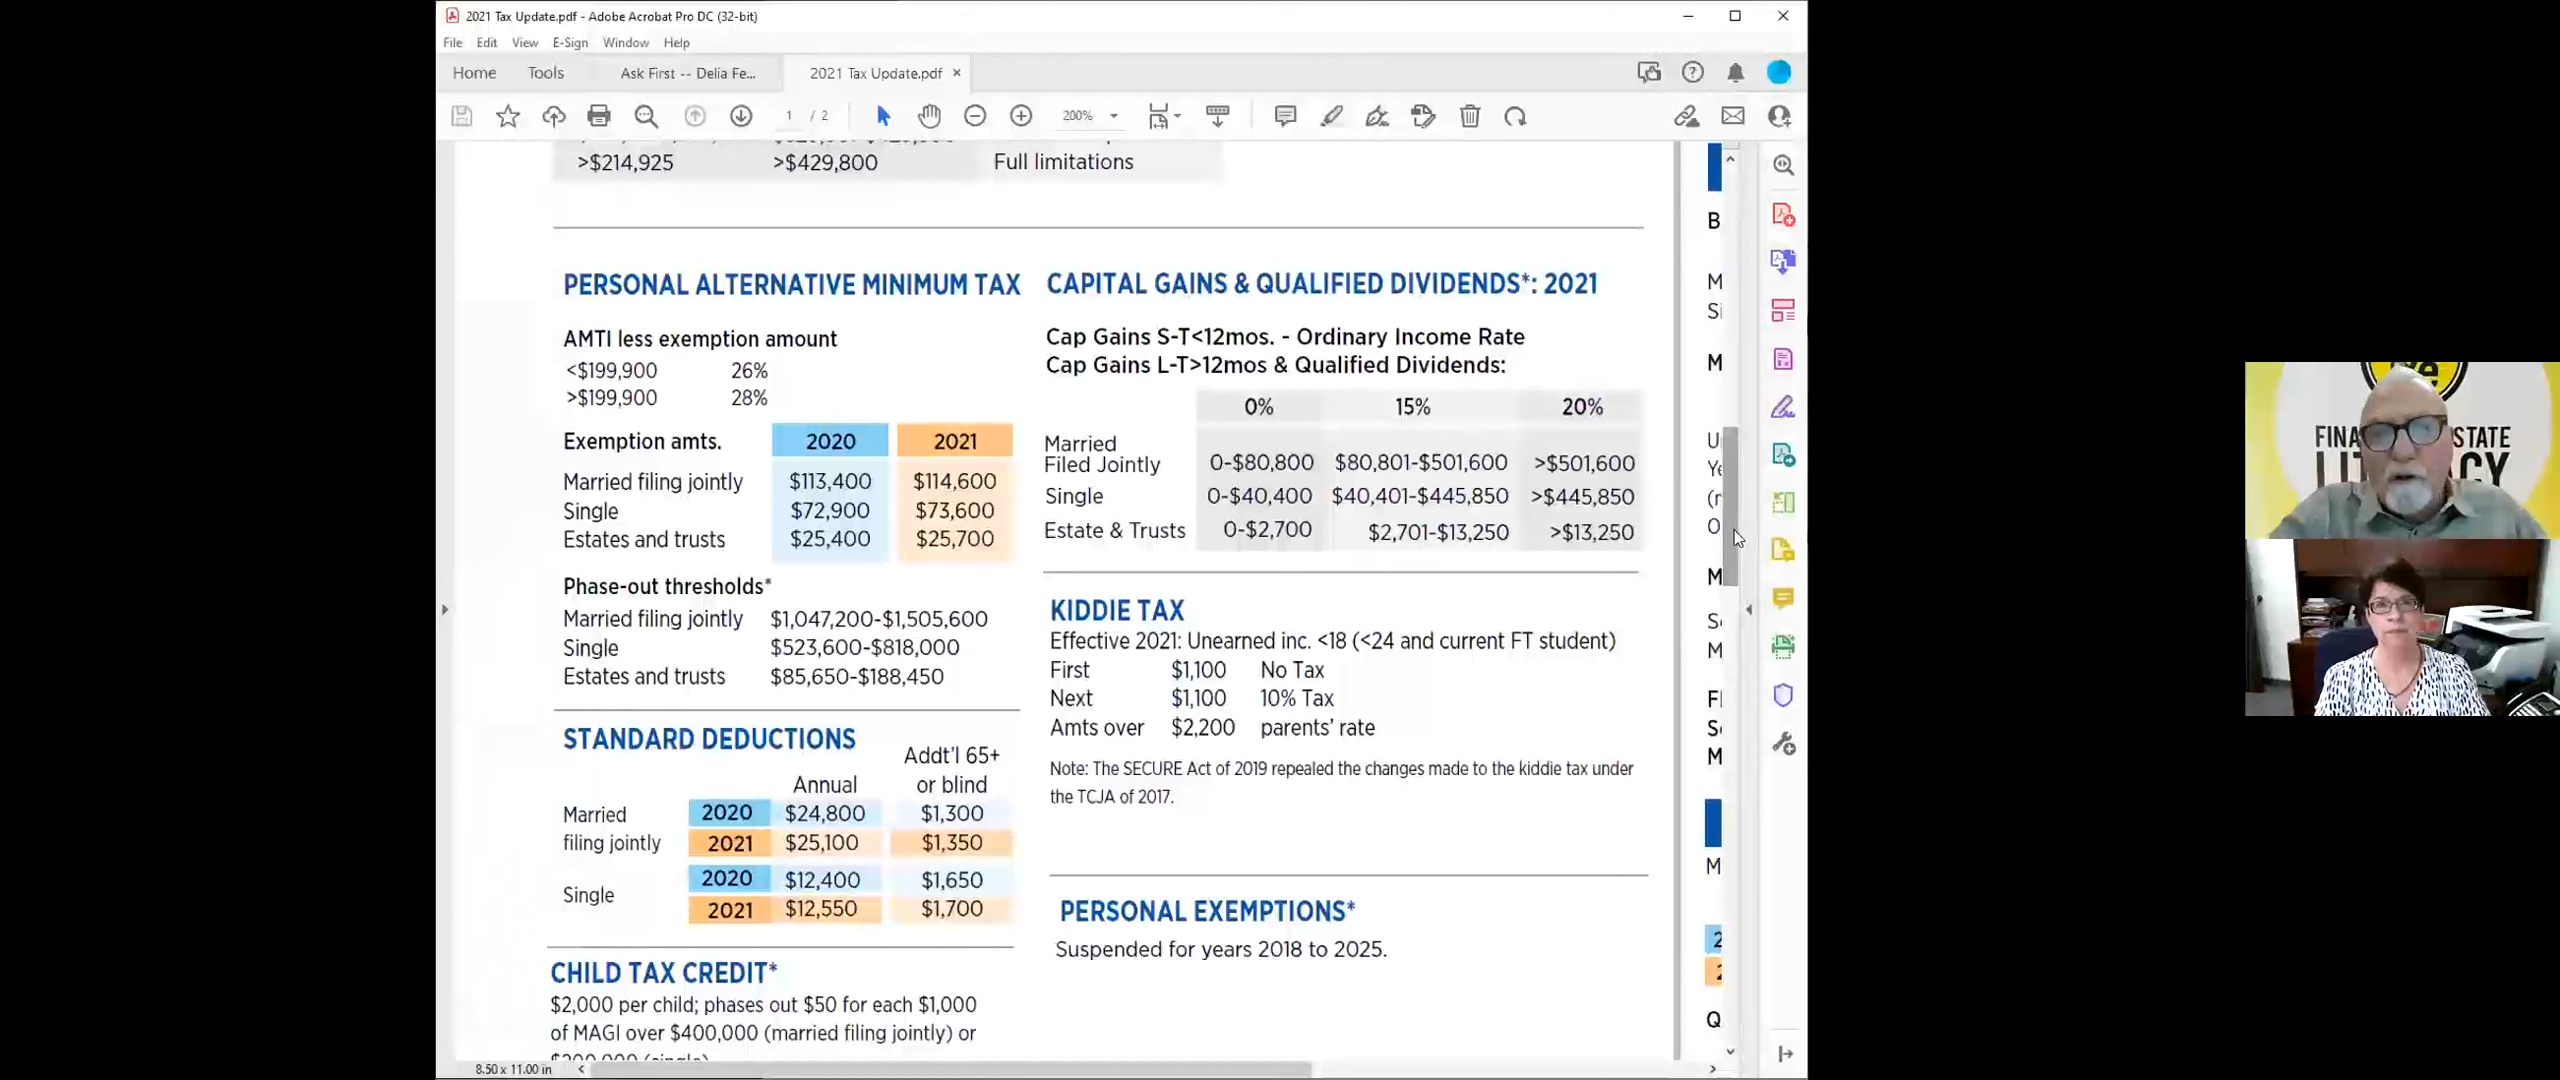 2021 Tax Update.pdf - Adobe Acrobat Pro DC (32-bit)
File Edit View E-Sign Window Help
Home Tools Ask First -- Delia Fe... 2021 Tax Update.pdf ×
1 / 2 200%
>$214,925 >$429,800 Full limitations
PERSONAL ALTERNATIVE MINIMUM TAX
AMTI less exemption amount
<$199,900 26%
>$199,900 28%
Exemption amts. 2020 2021
Married filing jointly $113,400 $114,600
Single $72,900 $73,600
Estates and trusts $25,400 $25,700
Phase-out thresholds*
Married filing jointly $1,047,200-$1,505,600
Single $523,600-$818,000
Estates and trusts $85,650-$188,450
STANDARD DEDUCTIONS
Addt'l 65+
Annual or blind
Married 2020 $24,800 $1,300
filing jointly 2021 $25,100 $1,350
Single 2020 $12,400 $1,650
2021 $12,550 $1,700
CHILD TAX CREDIT*
$2,000 per child; phases out $50 for each $1,000
of MAGI over $400,000 (married filing jointly) or
CAPITAL GAINS & QUALIFIED DIVIDENDS*: 2021
Cap Gains S-T<12mos. - Ordinary Income Rate
Cap Gains L-T>12mos & Qualified Dividends:
0% 15% 20%
Married
Filed Jointly 0-$80,800 $80,801-$501,600 >$501,600
Single 0-$40,400 $40,401-$445,850 >$445,850
Estate & Trusts 0-$2,700 $2,701-$13,250 >$13,250
KIDDIE TAX
Effective 2021: Unearned inc. <18 (<24 and current FT student)
First $1,100 No Tax
Next $1,100 10% Tax
Amts over $2,200 parents' rate
Note: The SECURE Act of 2019 repealed the changes made to the kiddie tax under
the TCJA of 2017.
PERSONAL EXEMPTIONS*
Suspended for years 2018 to 2025.
8.50 x 11.00 in